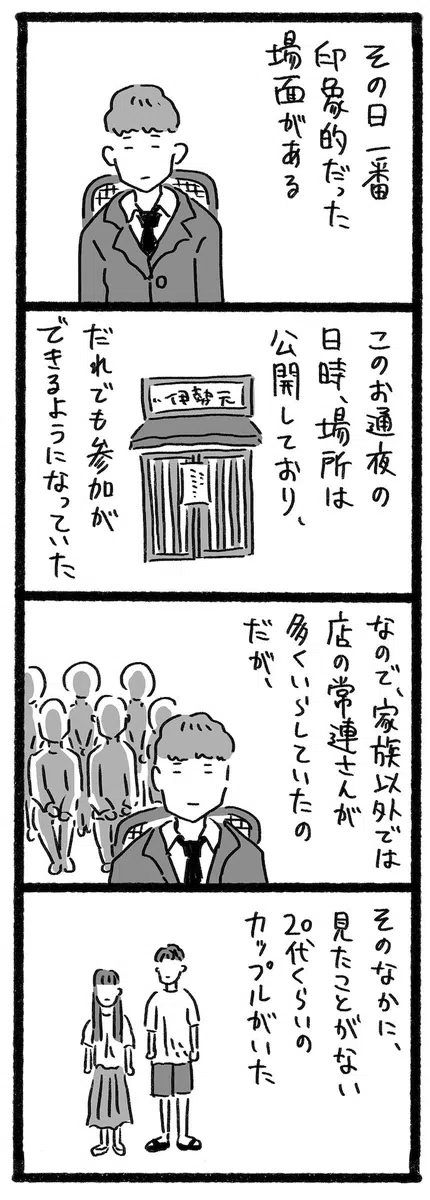 その日一番
印象的だった
場面がある
このお通夜の
日時、場所は
公開しており、
伊勢元
だれでも参加が
できるようになっていた
なので、家族以外では
店の常連さんが
多くいらしていたの
だが、
そのなかに、
見たことがない
20代くらいの
カップルがいた